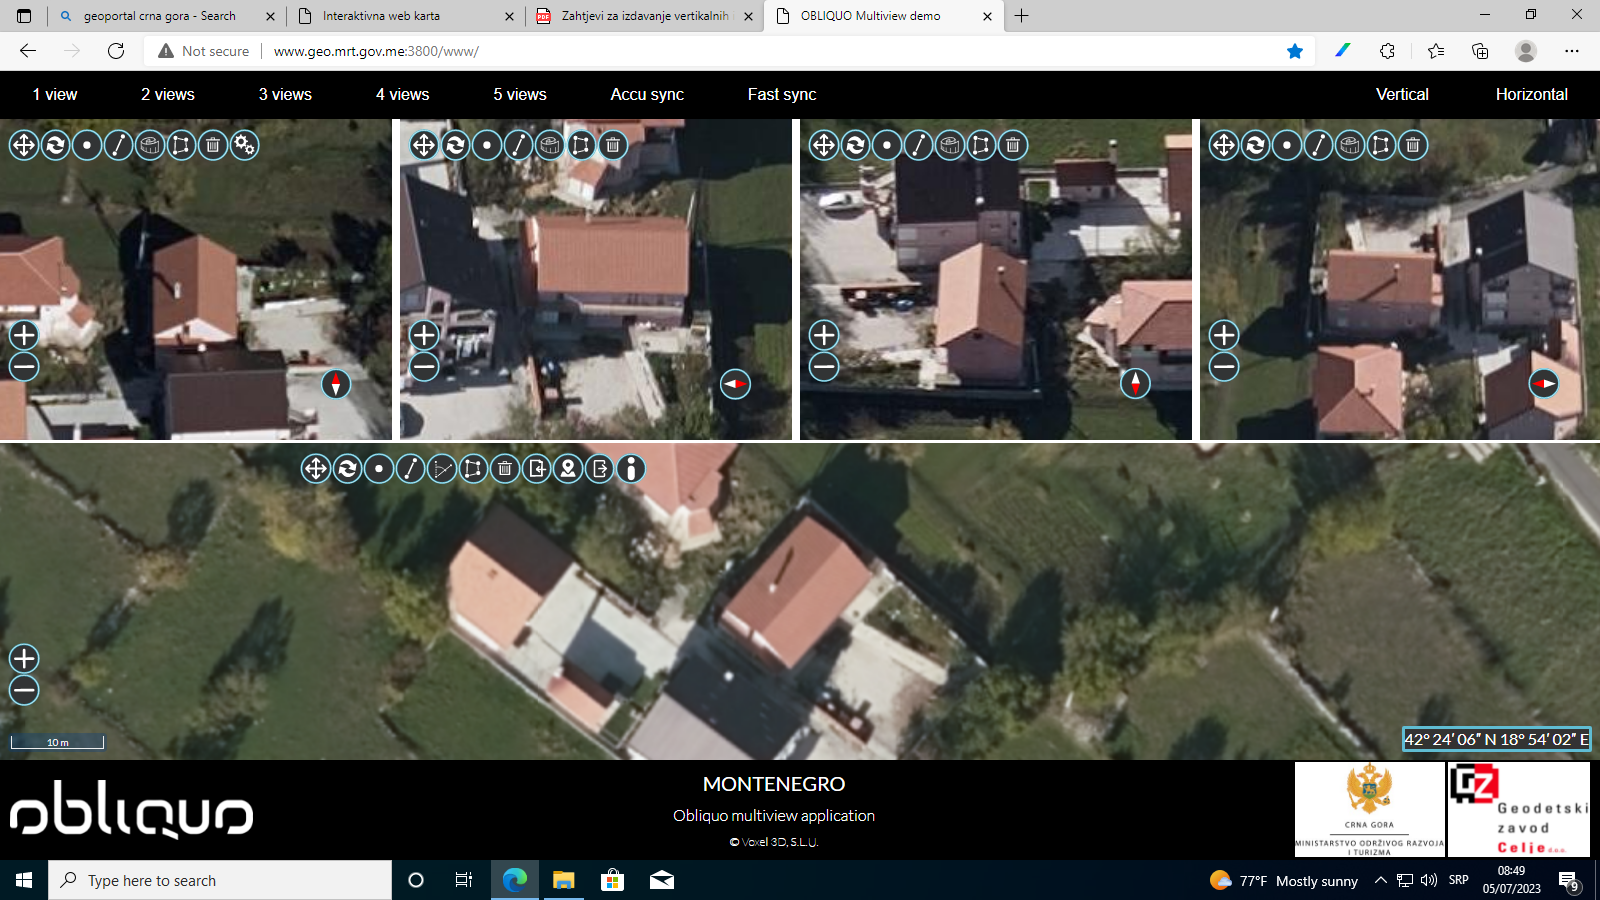 geoportal crna gora - Search
Interaktivna web karta
Zahtjevi za izdavanje vertikalnih
OBLIQUO Multiview demo
Not secure
www.geo.mrt.gov.me:3800/www/
1 view
2 views
3 views
4 views
5 views
Accu sync
Fast sync
Vertical
Horizontal
10 m
42° 24′ 06″ N 18° 54′ 02″ E
obliquo
MONTENEGRO
Obliquo multiview application
© Voxel 3D, S.L.U.
CRNA GORA
MINISTARSTVO ODRŽIVOG RAZVOJA
I TURIZMA
GZ
Geodetski
zavod
Celje d.o.o.
Type here to search
77°F Mostly sunny
SRP
08:49
05/07/2023
9